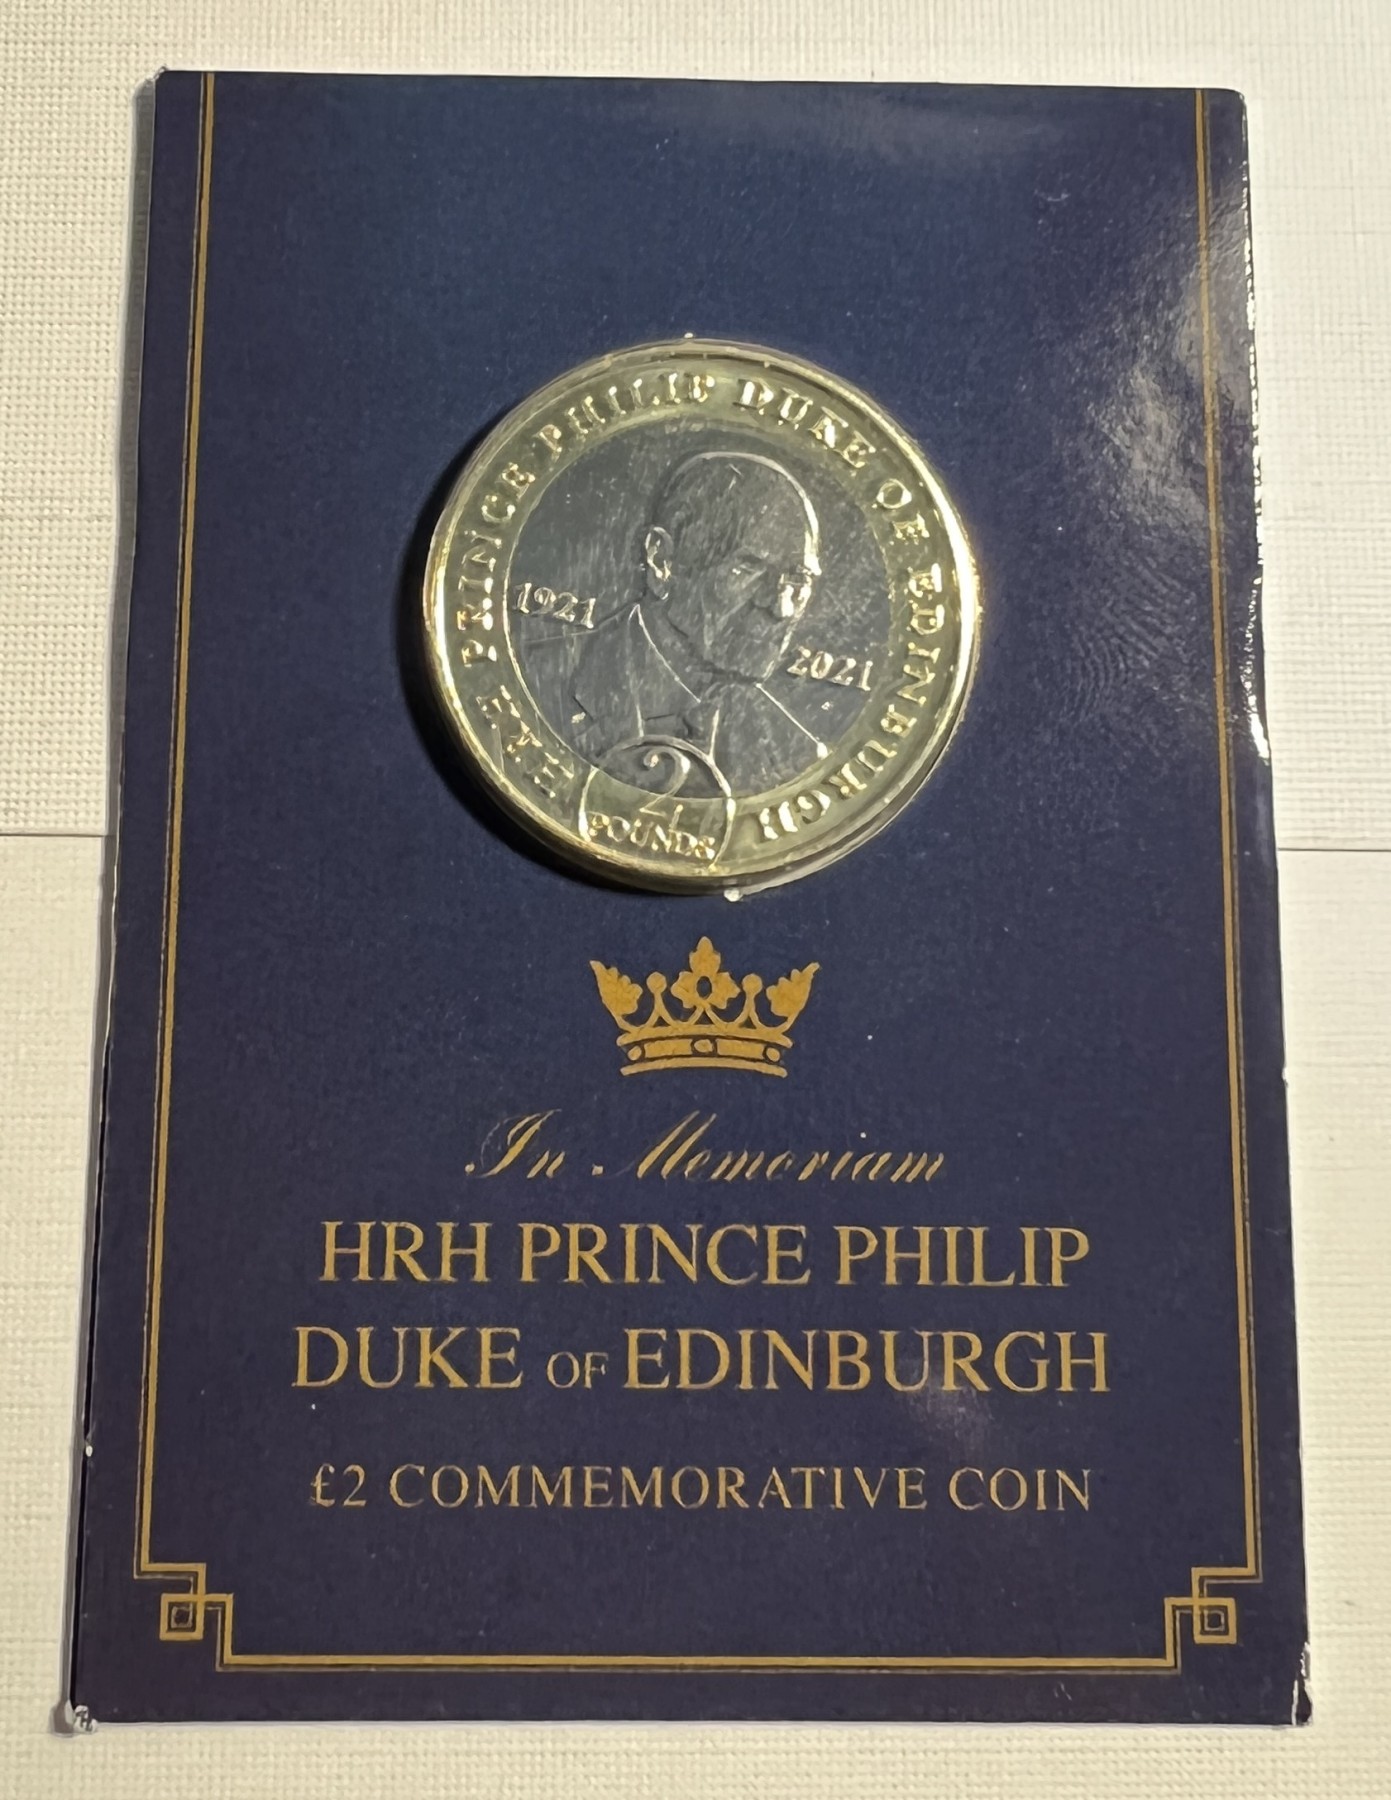 HRH PRINCE PHILIP DUKE OF EDINBURGH
1921
2021
2
POUNDS
In Memoriam
HRH PRINCE PHILIP
DUKE OF EDINBURGH
£2 COMMEMORATIVE COIN